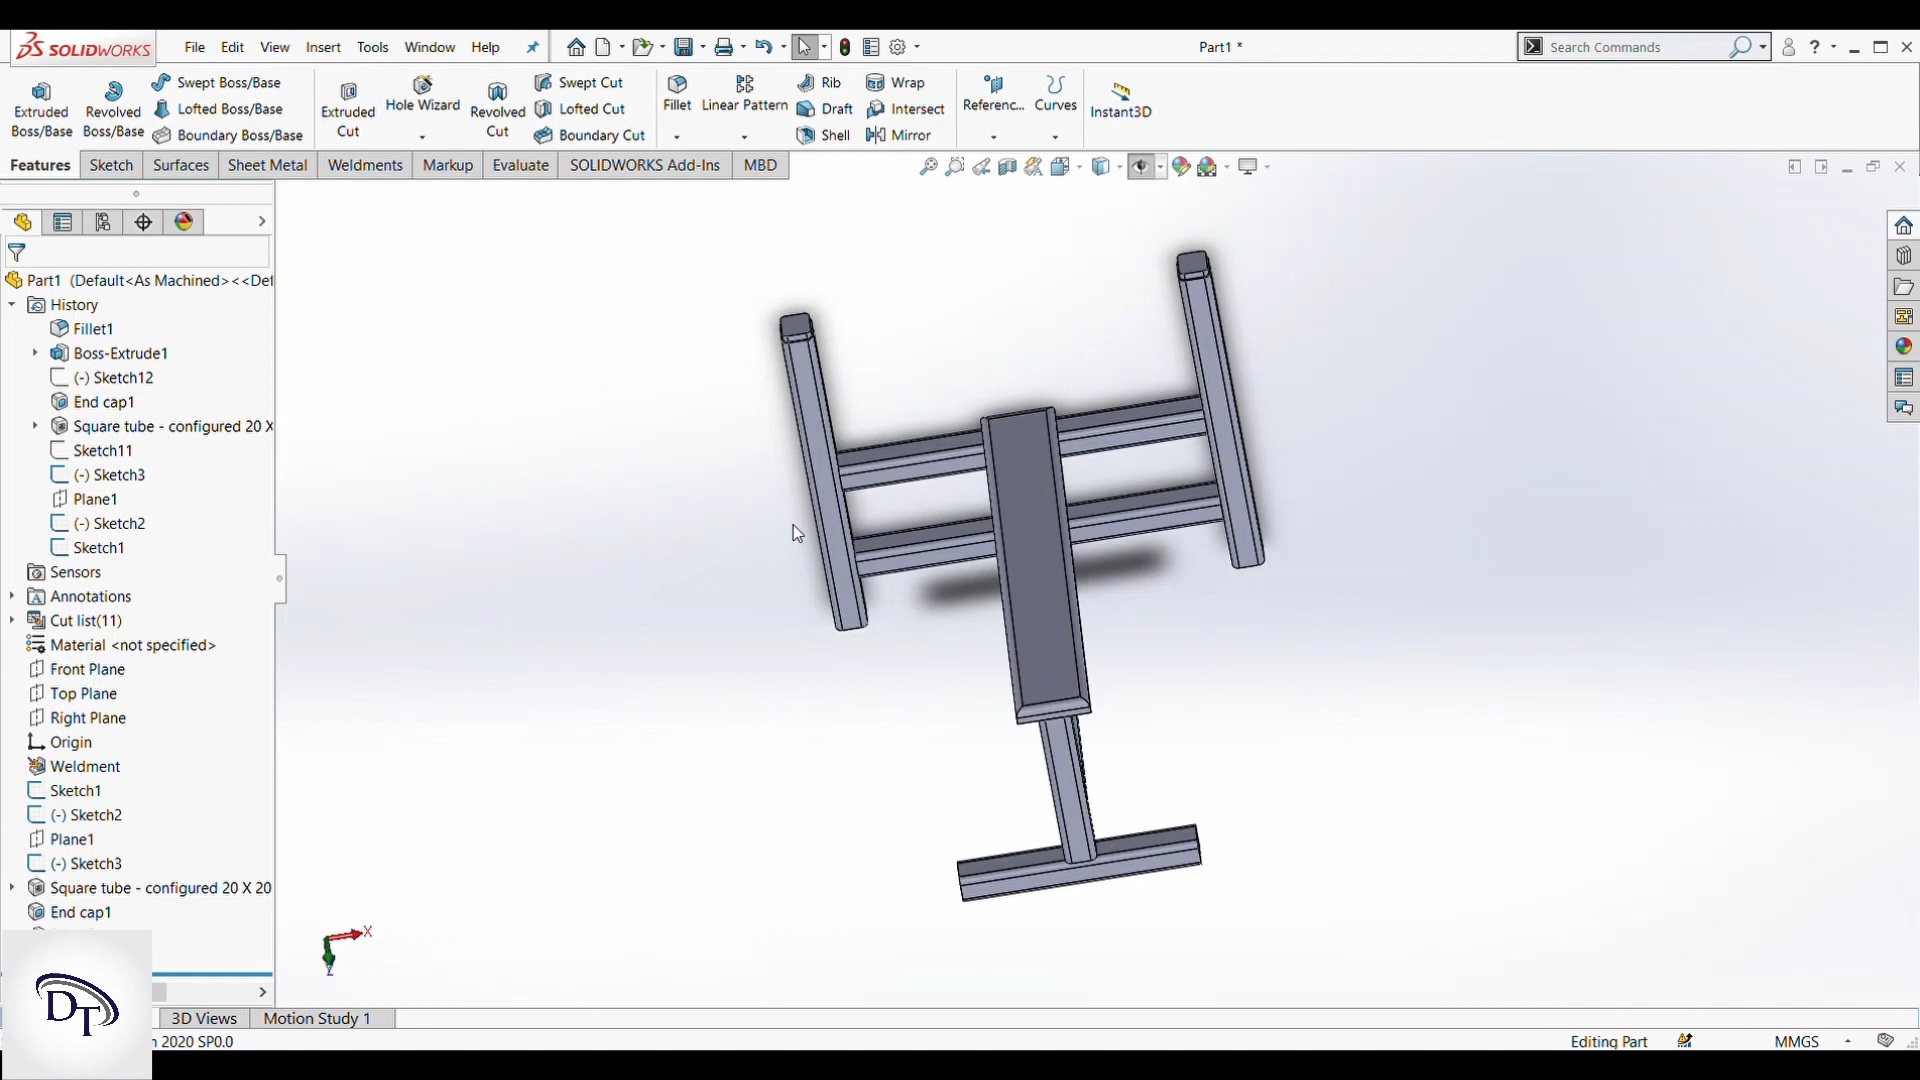 SOLIDWORKS File Edit View Insert Tools Window Help Part1 * Search Commands ?
Extruded Boss/Base
Revolved Boss/Base
Swept Boss/Base
Lofted Boss/Base
Boundary Boss/Base
Extruded Cut
Hole Wizard
Revolved Cut
Swept Cut
Lofted Cut
Boundary Cut
Fillet
Linear Pattern
Rib
Draft
Shell
Wrap
Intersect
Mirror
Referenc...
Curves
Instant3D
Features Sketch Surfaces Sheet Metal Weldments Markup Evaluate SOLIDWORKS Add-Ins MBD
Part1 (Default<As Machined><<Def
History
Fillet1
Boss-Extrude1
(-) Sketch12
End cap1
Square tube - configured 20 X
Sketch11
(-) Sketch3
Plane1
(-) Sketch2
Sketch1
Sensors
Annotations
Cut list(11)
Material <not specified>
Front Plane
Top Plane
Right Plane
Origin
Weldment
Sketch1
(-) Sketch2
Plane1
(-) Sketch3
Square tube - configured 20 X 20
End cap1
X
Z
DT
3D Views Motion Study 1
2020 SP0.0 Editing Part MMGS